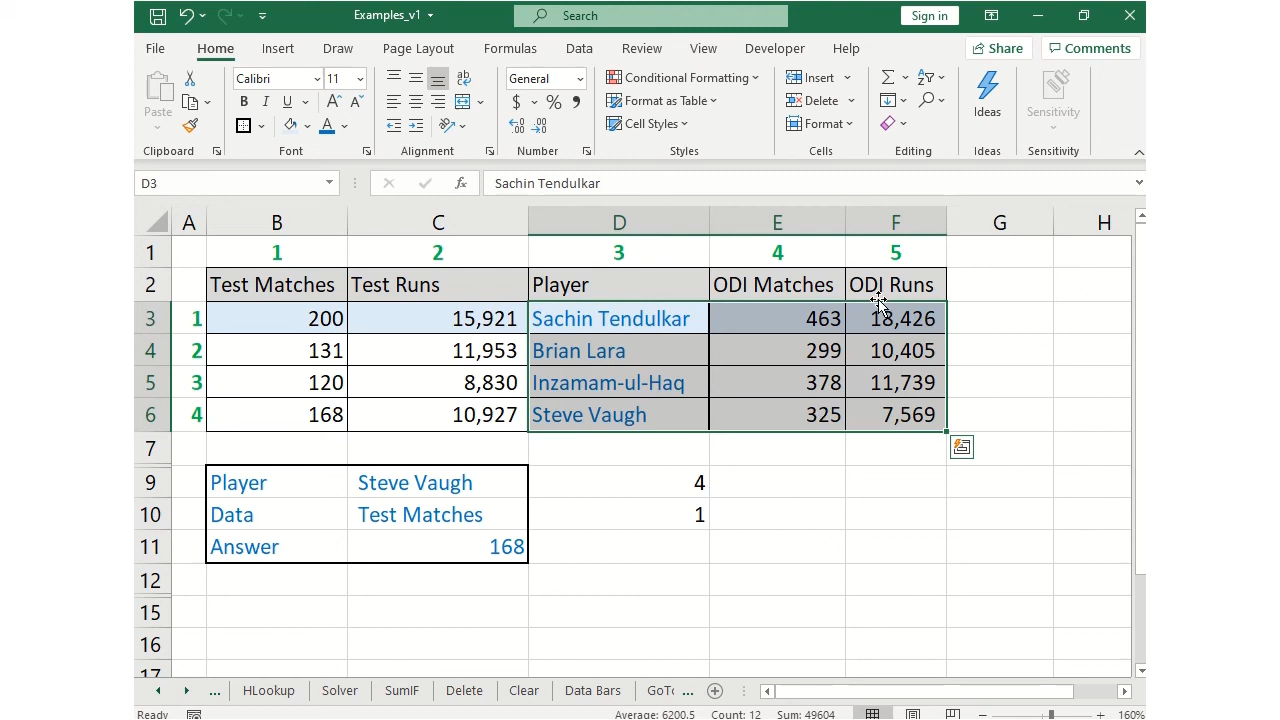 Examples_v1
Search
Sign in
File Home Insert Draw Page Layout Formulas Data Review View Developer Help Share Comments
Paste
Calibri 11
B I U A A
A
ab
General
$ % 9
Conditional Formatting
Format as Table
Cell Styles
Insert
Delete
Format
Ideas
Sensitivity
Clipboard Font Alignment Number Styles Cells Editing Ideas Sensitivity
D3 fx Sachin Tendulkar
A B C D E F G H
1 1 2 3 4 5
2 Test Matches Test Runs Player ODI Matches ODI Runs
3 1 200 15,921 Sachin Tendulkar 463 18,426
4 2 131 11,953 Brian Lara 299 10,405
5 3 120 8,830 Inzamam-ul-Haq 378 11,739
6 4 168 10,927 Steve Vaugh 325 7,569
7
9 Player Steve Vaugh 4
10 Data Test Matches 1
11 Answer 168
12
15
16
17
... HLookup Solver SumIF Delete Clear Data Bars GoTo ...
Ready Average: 6200.5 Count: 12 Sum: 49604 160%